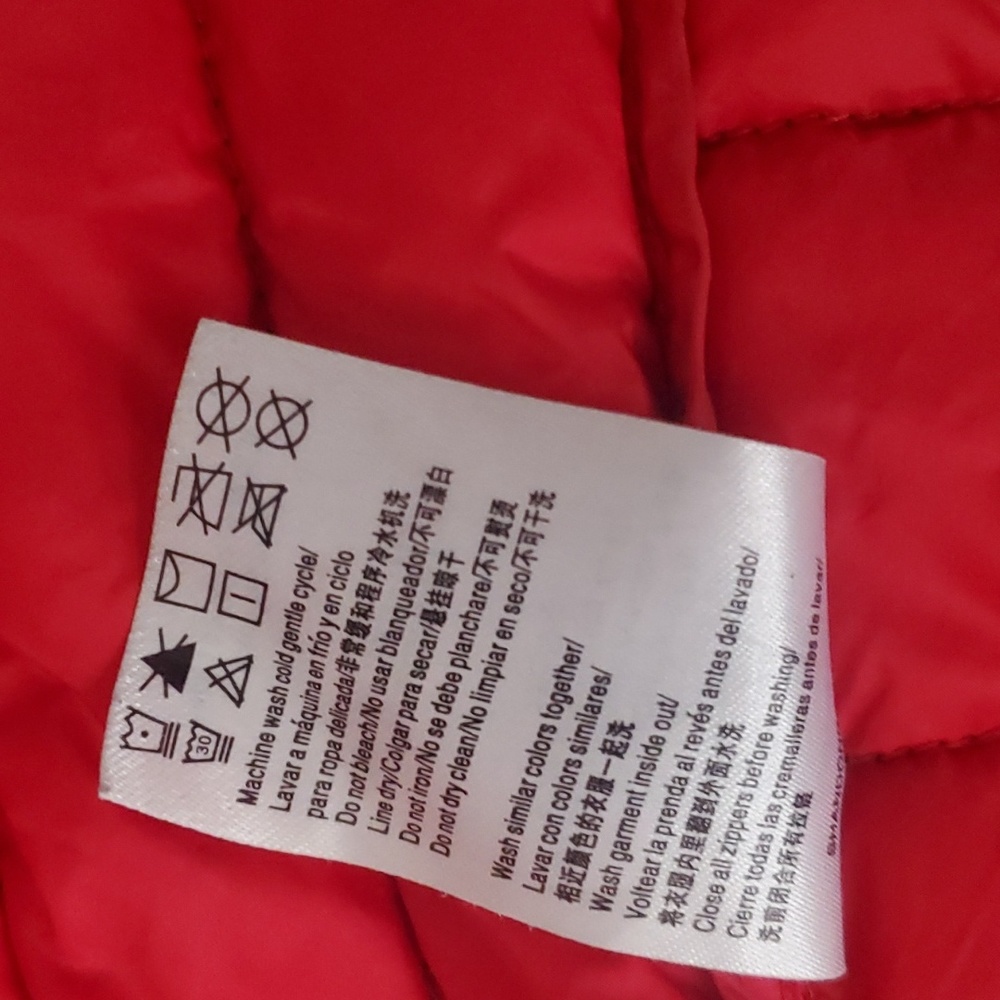 30
Machine wash cold gentle cycle/
Lavar a máquina en frío y en ciclo
para ropa delicada/非常缓和程序冷水机洗
Do not bleach/No usar blanqueador/不可漂白
Line dry/Colgar para secar/悬挂晾干
Do not iron/No se debe planchare/不可熨烫
Do not dry clean/No limpiar en seco/不可干洗
Wash similar colors together/
Lavar con colors similares/
相近颜色的衣服一起洗
Wash garment inside out/
Voltear la prenda al revés antes del lavado/
将衣服内里翻到外面水洗
Close all zippers before washing/
Cierre todas las cremalleras antes de lavar/
洗前闭合所有拉链